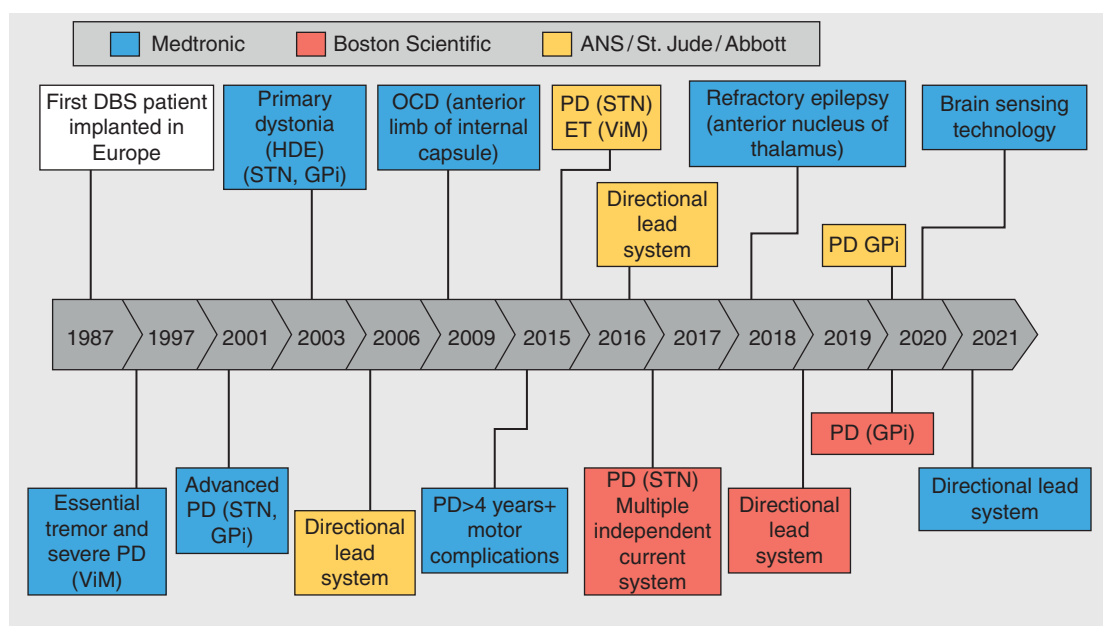 Medtronic
Boston Scientific
ANS/St. Jude/Abbott
First DBS patient
implanted in
Europe
Primary
dystonia
(HDE)
(STN, GPi)
OCD (anterior
limb of internal
capsule)
PD (STN)
ET (ViM)
Directional
lead
system
Refractory epilepsy
(anterior nucleus of
thalamus)
PD GPi
Brain sensing
technology
1987
1997
2001
2003
2006
2009
2015
2016
2017
2018
2019
2020
2021
Essential
tremor and
severe PD
(ViM)
Advanced
PD (STN,
GPi)
Directional
lead
system
PD>4 years+
motor
complications
PD (STN)
Multiple
independent
current
system
Directional
lead
system
PD (GPi)
Directional lead
system